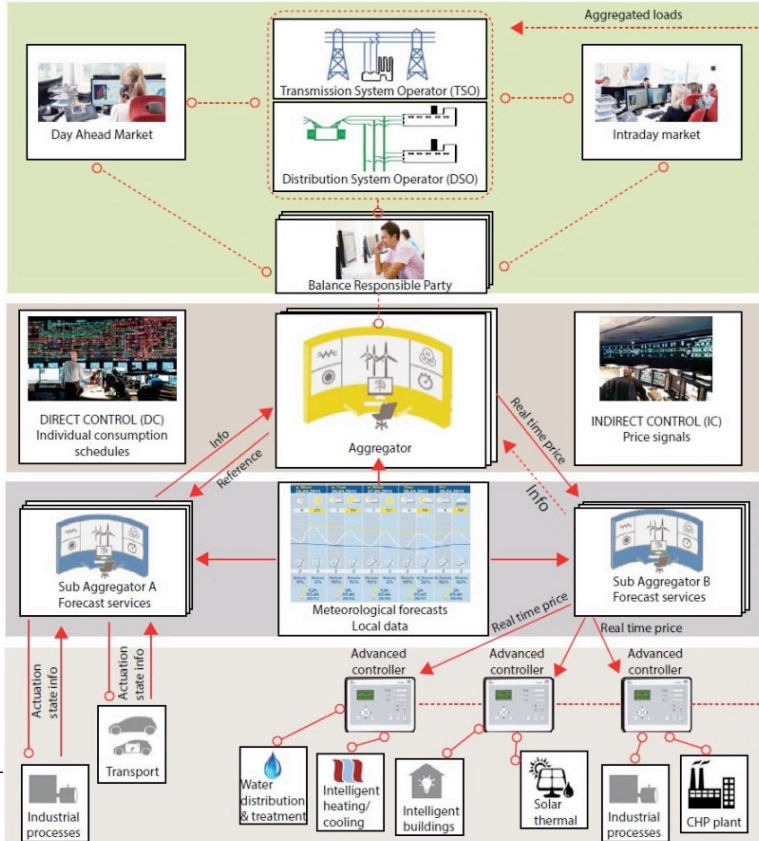 Aggregated loads
Transmission System Operator (TSO)
Day Ahead Market
Intraday market
Distribution System Operator (DSO)
Balance Responsible Party
DIRECT CONTROL (DC)
Individual consumption
schedules
Info
Reference
Aggregator
Real time price
Info
INDIRECT CONTROL (IC)
Price signals
Sub Aggregator A
Forecast services
Meteorological forecasts
Local data
Sub Aggregator B
Forecast services
Real time price
Real time price
Actuation
state info
Actuation
state info
Advanced
controller
Advanced
controller
Advanced
controller
Transport
Industrial
processes
Water
distribution
& treatment
Intelligent
heating/
cooling
Intelligent
buildings
Solar
thermal
Industrial
processes
CHP plant